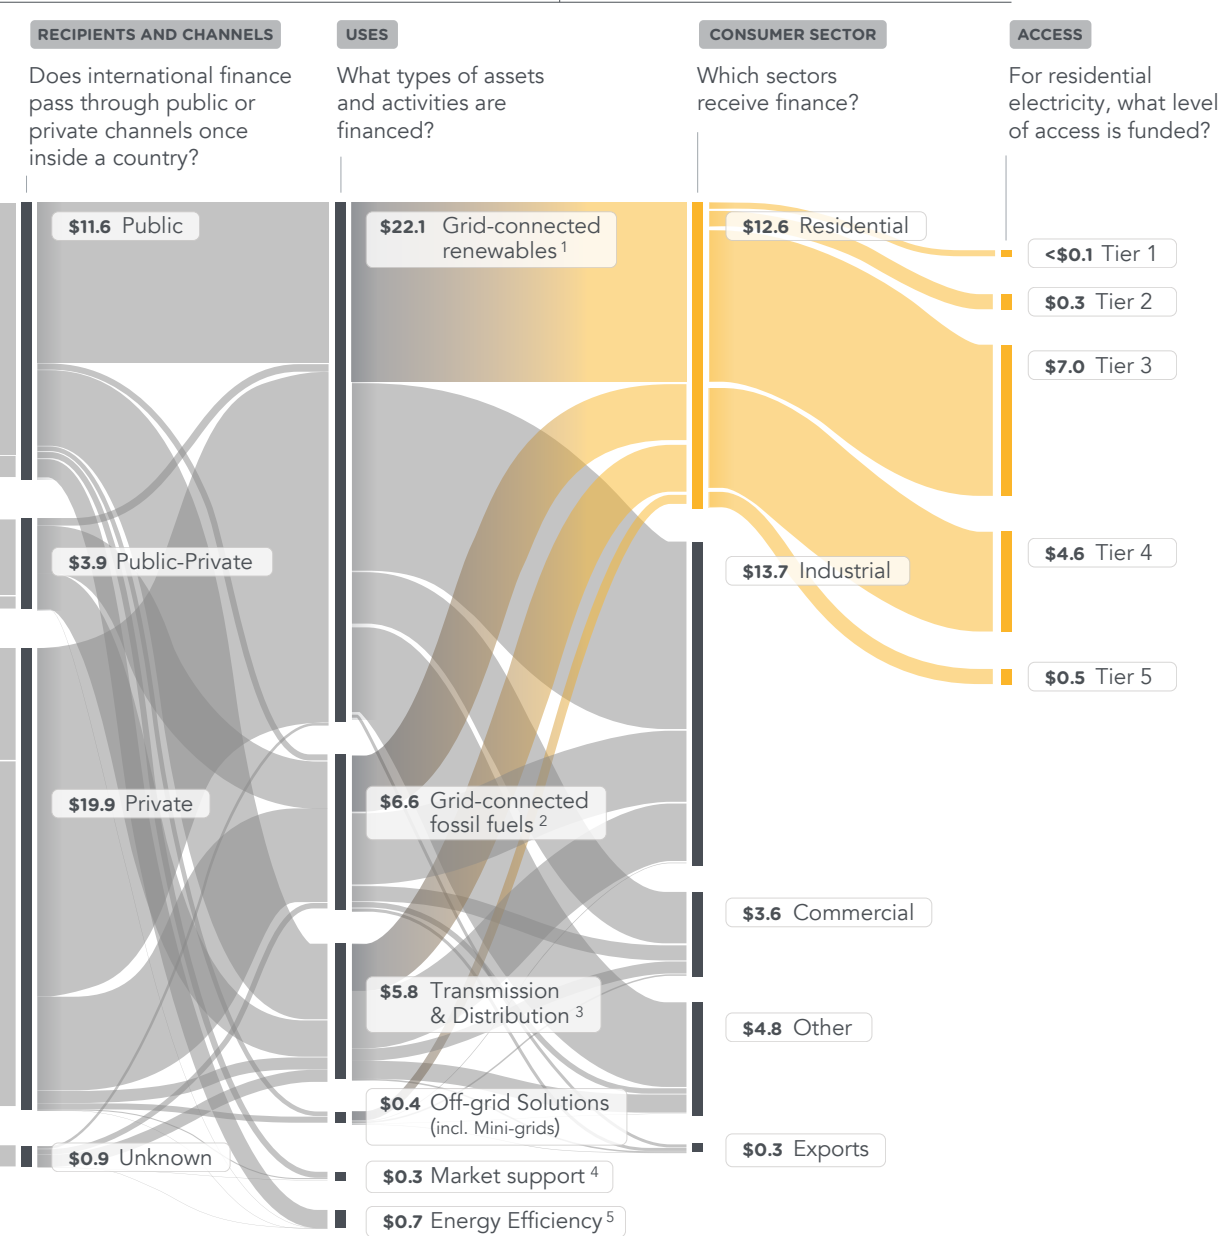 RECIPIENTS AND CHANNELS
Does international finance
pass through public or
private channels once
inside a country?
$11.6 Public
$3.9 Public-Private
$19.9 Private
$0.9 Unknown
USES
What types of assets
and activities are
financed?
$22.1 Grid-connected
renewables 1
$6.6 Grid-connected
fossil fuels 2
$5.8 Transmission
& Distribution 3
$0.4 Off-grid Solutions
(incl. Mini-grids)
$0.3 Market support 4
$0.7 Energy Efficiency 5
CONSUMER SECTOR
Which sectors
receive finance?
$12.6 Residential
$13.7 Industrial
$3.6 Commercial
$4.8 Other
$0.3 Exports
ACCESS
For residential
electricity, what level
of access is funded?
<$0.1 Tier 1
$0.3 Tier 2
$7.0 Tier 3
$4.6 Tier 4
$0.5 Tier 5